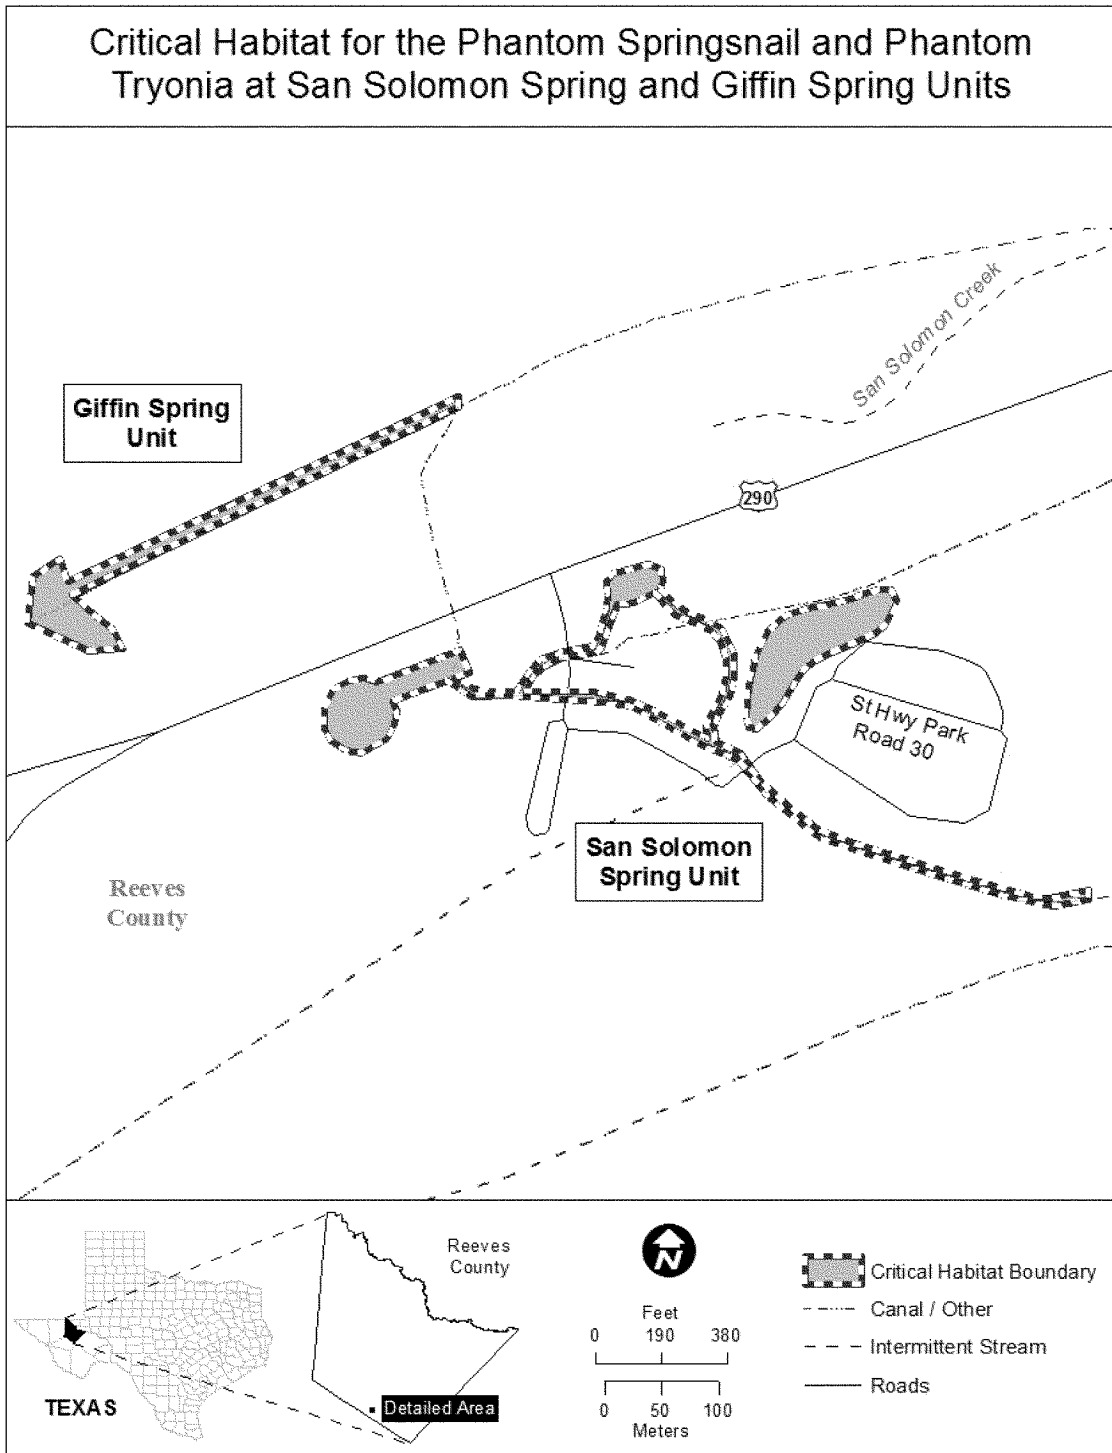 Critical Habitat for the Phantom Springsnail and Phantom
Tryonia at San Solomon Spring and Giffin Spring Units
San Solomon Creek
Giffin Spring
Unit
290
St Hwy Park
Road 30
San Solomon
Spring Unit
Reeves
County
Reeves
County
TEXAS
Detailed Area
N
Feet
0 190 380
0 50 100
Meters
Critical Habitat Boundary
Canal / Other
Intermittent Stream
Roads